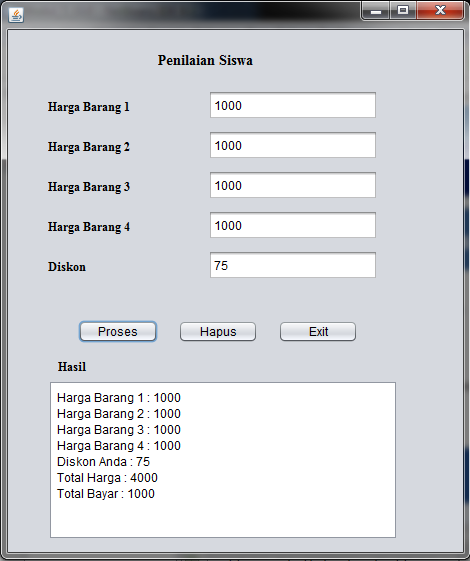 Penilaian Siswa
Harga Barang 1 1000
Harga Barang 2 1000
Harga Barang 3 1000
Harga Barang 4 1000
Diskon 75
Proses Hapus Exit
Hasil
Harga Barang 1 : 1000
Harga Barang 2 : 1000
Harga Barang 3 : 1000
Harga Barang 4 : 1000
Diskon Anda : 75
Total Harga : 4000
Total Bayar : 1000